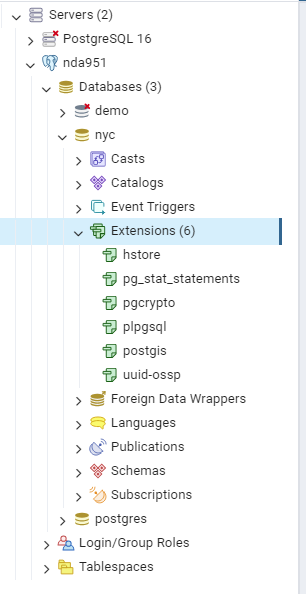 Servers (2)
PostgreSQL 16
nda951
Databases (3)
demo
nyc
Casts
Catalogs
Event Triggers
Extensions (6)
hstore
pg_stat_statements
pgcrypto
plpgsql
postgis
uuid-ossp
Foreign Data Wrappers
Languages
Publications
Schemas
Subscriptions
postgres
Login/Group Roles
Tablespaces